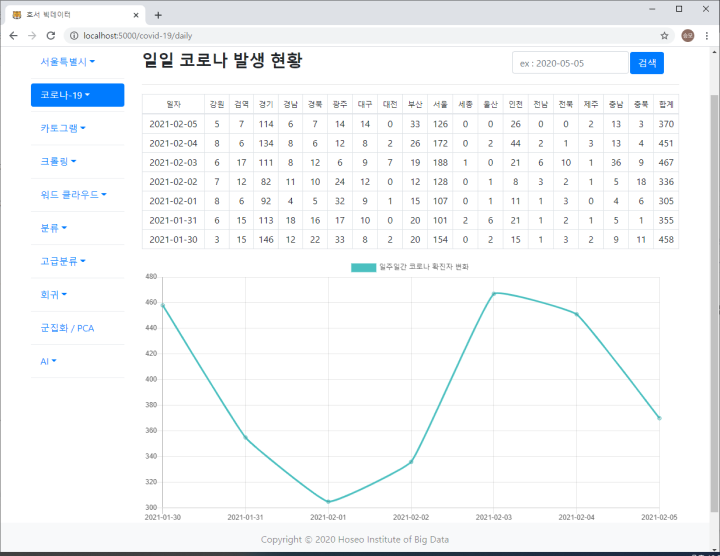 호서 빅데이터
localhost:5000/covid-19/daily
서울특별시
코로나-19
카토그램
크롤링
워드 클라우드
분류
고급분류
회귀
군집화 / PCA
AI
일일 코로나 발생 현황
ex : 2020-05-05
검색
일자 강원 검역 경기 경남 경북 광주 대구 대전 부산 서울 세종 울산 인천 전남 전북 제주 충남 충북 합계
2021-02-05 5 7 114 6 7 14 14 0 33 126 0 0 26 0 0 2 13 3 370
2021-02-04 8 6 134 8 6 12 8 2 26 172 0 2 44 2 1 3 13 4 451
2021-02-03 6 17 111 8 12 6 9 7 19 188 1 0 21 6 10 1 36 9 467
2021-02-02 7 12 82 11 10 24 12 0 12 128 0 1 8 3 2 1 5 18 336
2021-02-01 8 6 92 4 5 32 9 1 15 107 0 1 11 1 3 0 4 6 305
2021-01-31 6 15 113 18 16 17 10 0 20 101 2 6 21 1 2 1 5 1 355
2021-01-30 3 15 146 12 22 33 8 2 20 154 0 2 15 1 3 2 9 11 458
일주일간 코로나 확진자 변화
480
460
440
420
400
380
360
340
320
300
2021-01-30 2021-01-31 2021-02-01 2021-02-02 2021-02-03 2021-02-04 2021-02-05
Copyright © 2020 Hoseo Institute of Big Data